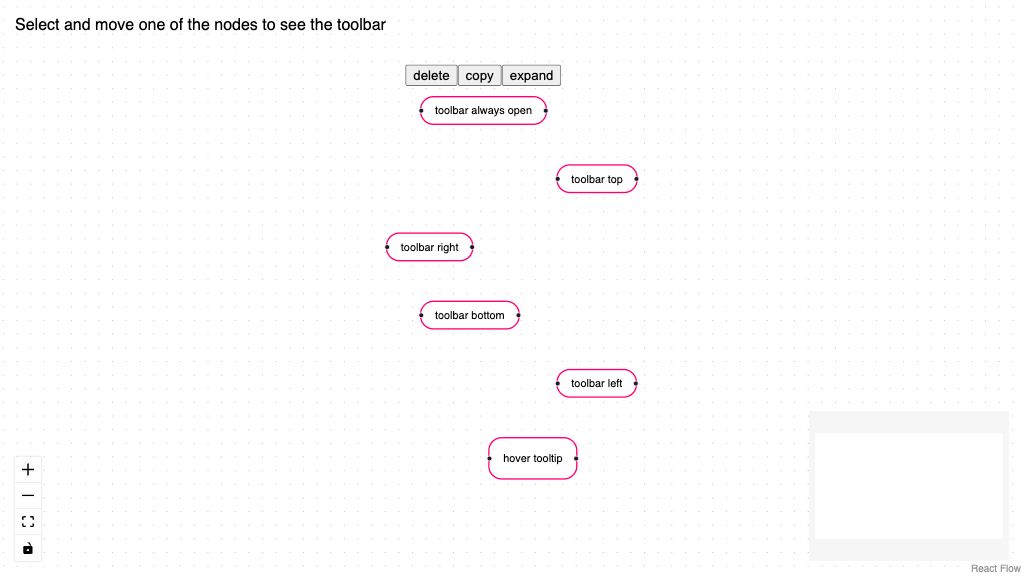 Select and move one of the nodes to see the toolbar
delete copy expand
toolbar always open
toolbar top
toolbar right
toolbar bottom
toolbar left
hover tooltip
React Flow